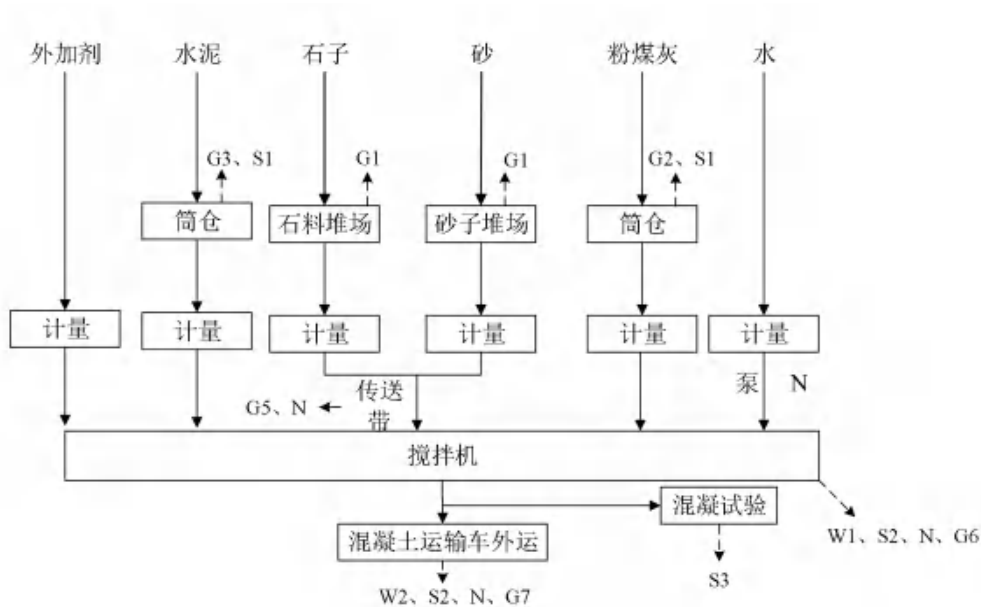 外加剂 水泥 石子 砂 粉煤灰 水
G3、S1 G1 G1 G2、S1
筒仓 石料堆场 砂子堆场 筒仓
计量 计量 计量 计量 计量 计量
泵 N
传送
带
G5、N
搅拌机
混凝试验
混凝土运输车外运
W1、S2、N、G6
S3
W2、S2、N、G7